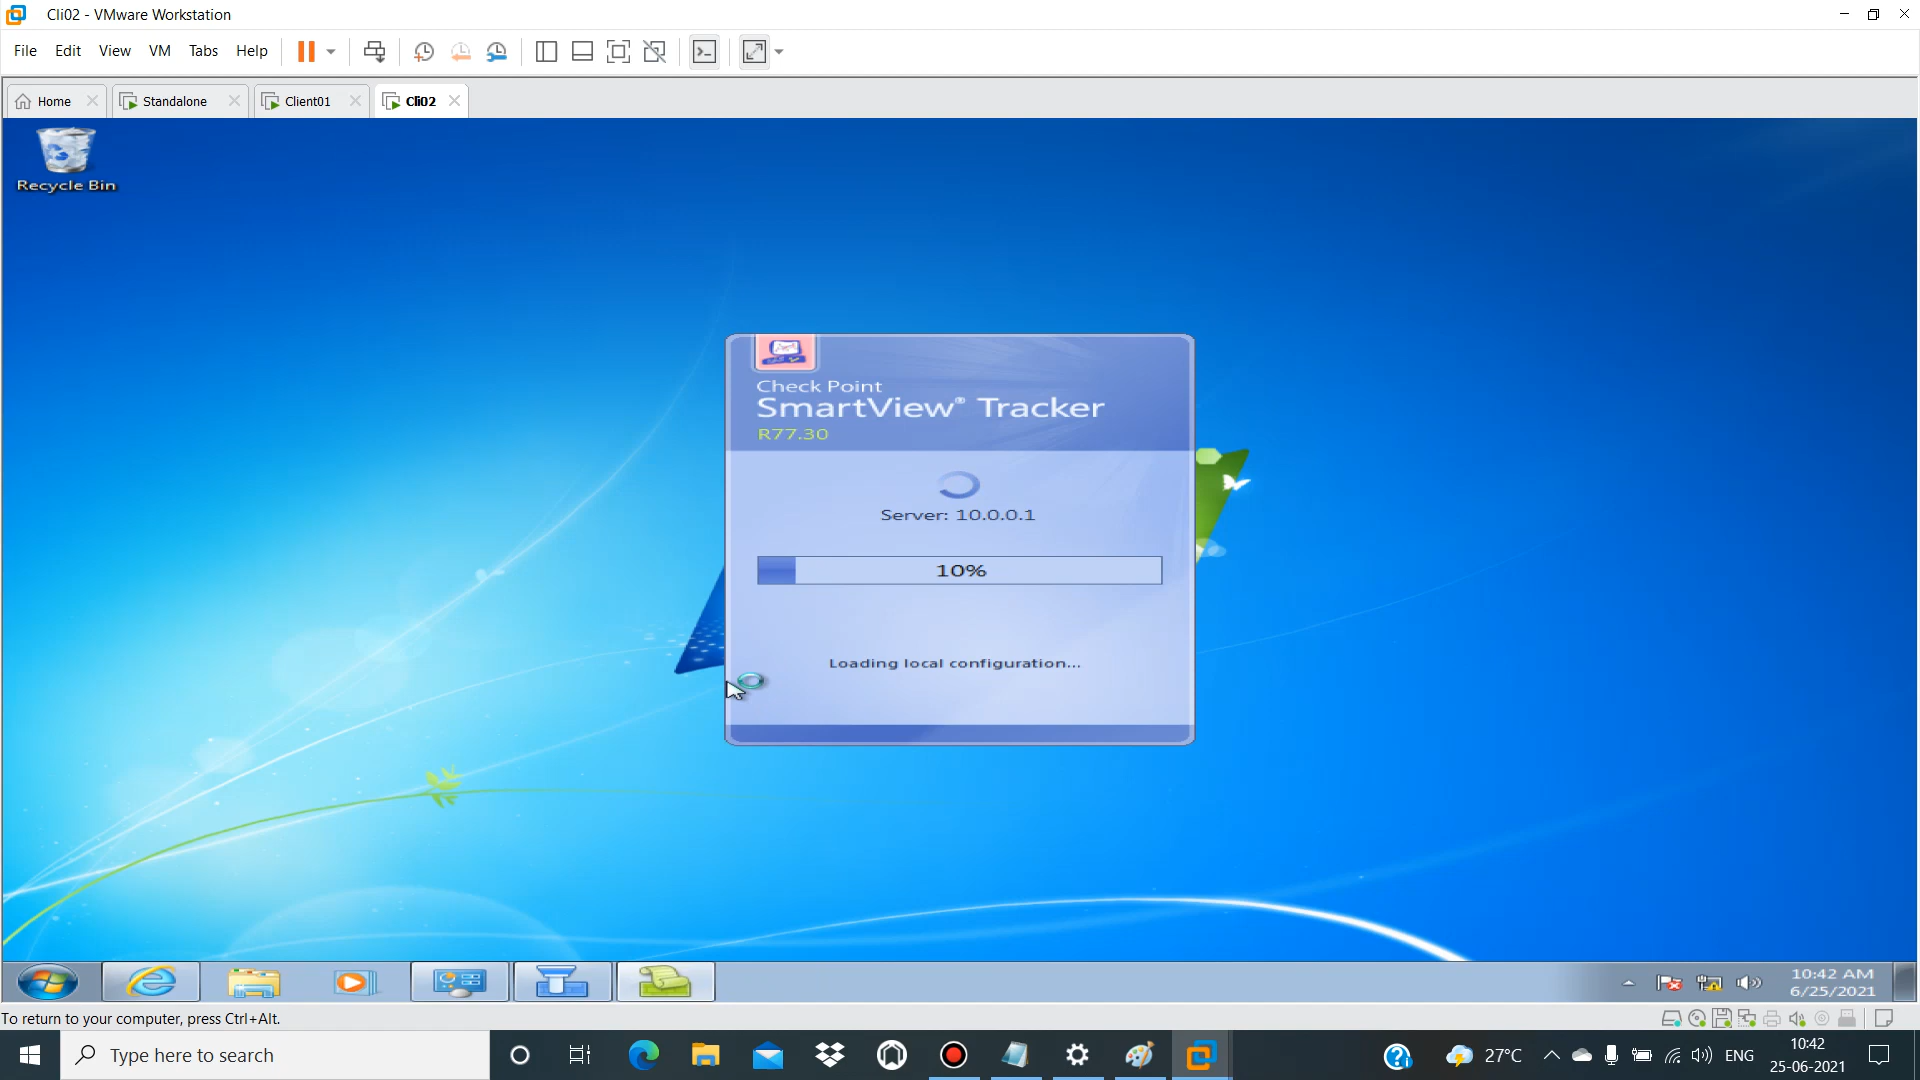 Cli02 - VMware Workstation
File Edit View VM Tabs Help
Home Standalone Client01 Cli02
Recycle Bin
Check Point
SmartView® Tracker
R77.30
Server: 10.0.0.1
10%
Loading local configuration...
10:42 AM
6/25/2021
To return to your computer, press Ctrl+Alt.
Type here to search
27°C
ENG
10:42
25-06-2021